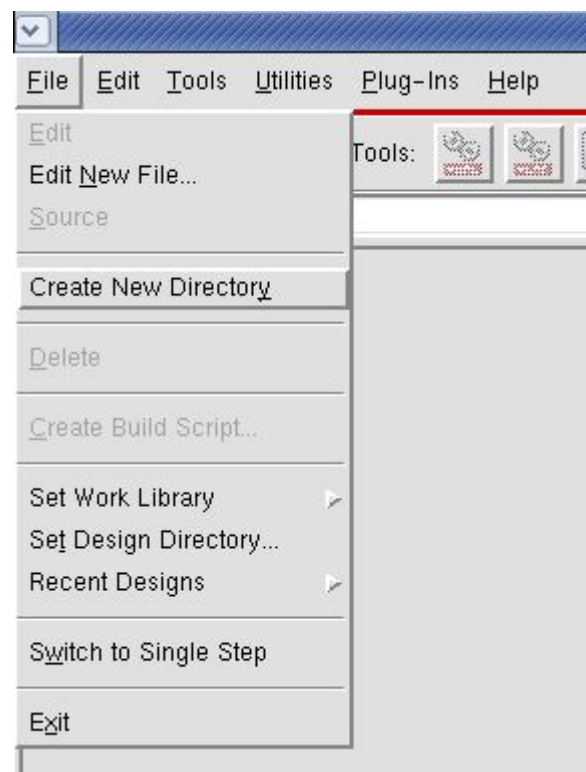 File Edit Tools Utilities Plug-Ins Help
Tools:
Edit
Edit New File...
Source
Create New Directory
Delete
Create Build Script...
Set Work Library
Set Design Directory...
Recent Designs
Switch to Single Step
Exit